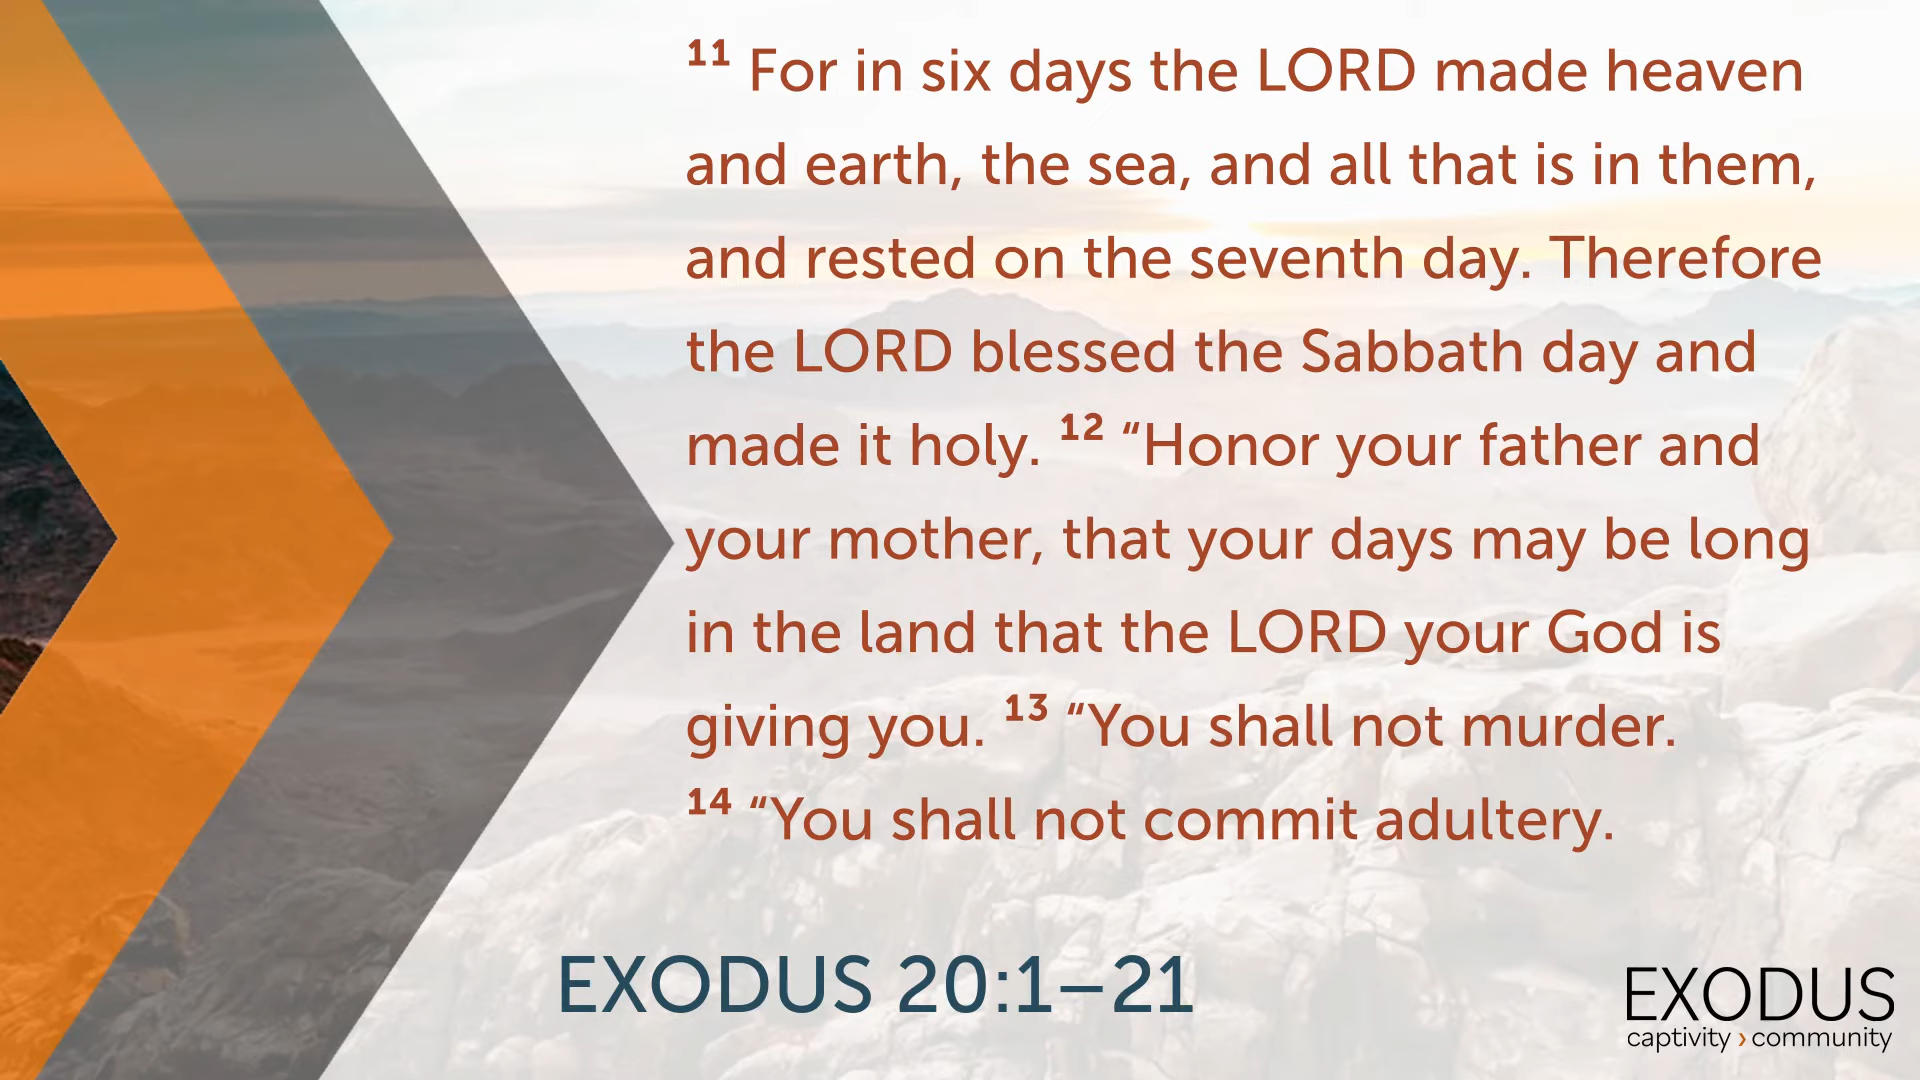 11 For in six days the LORD made heaven
and earth, the sea, and all that is in them,
and rested on the seventh day. Therefore
the LORD blessed the Sabbath day and
made it holy. 12 “Honor your father and
your mother, that your days may be long
in the land that the LORD your God is
giving you. 13 “You shall not murder.
14 “You shall not commit adultery.
EXODUS 20:1–21
EXODUS
captivity › community